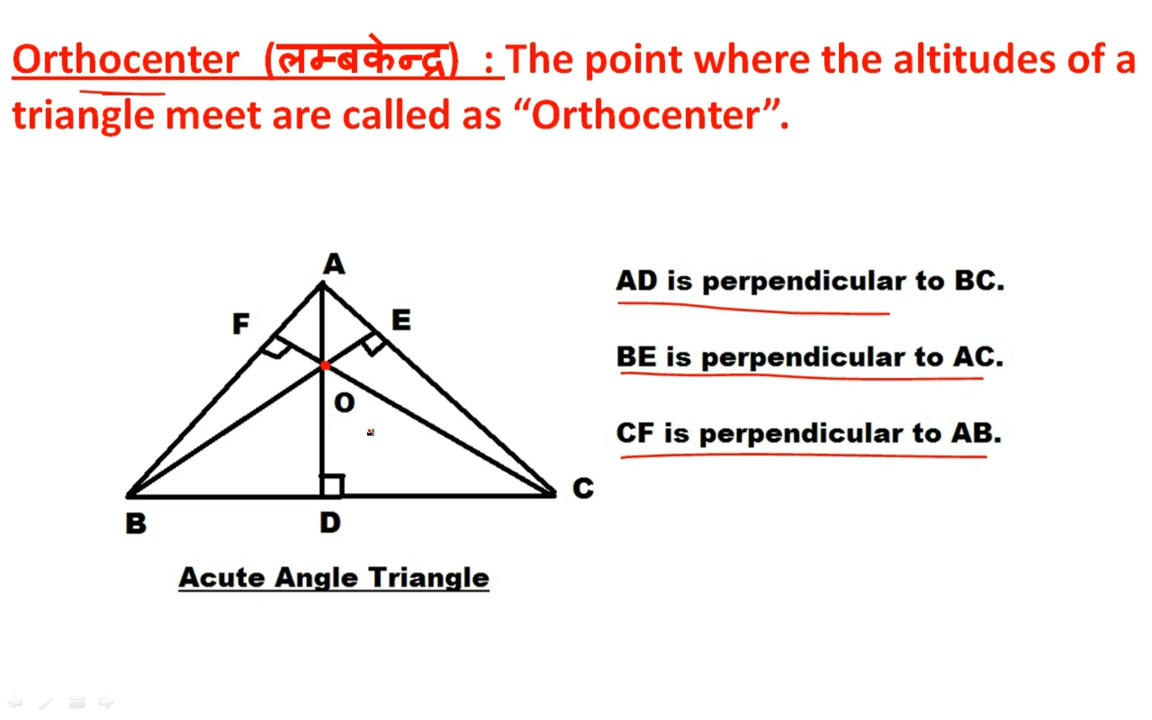 Orthocenter (लम्बकेन्द्र) : The point where the altitudes of a
triangle meet are called as “Orthocenter”.
A
F
E
O
B
D
C
Acute Angle Triangle
AD is perpendicular to BC.
BE is perpendicular to AC.
CF is perpendicular to AB.